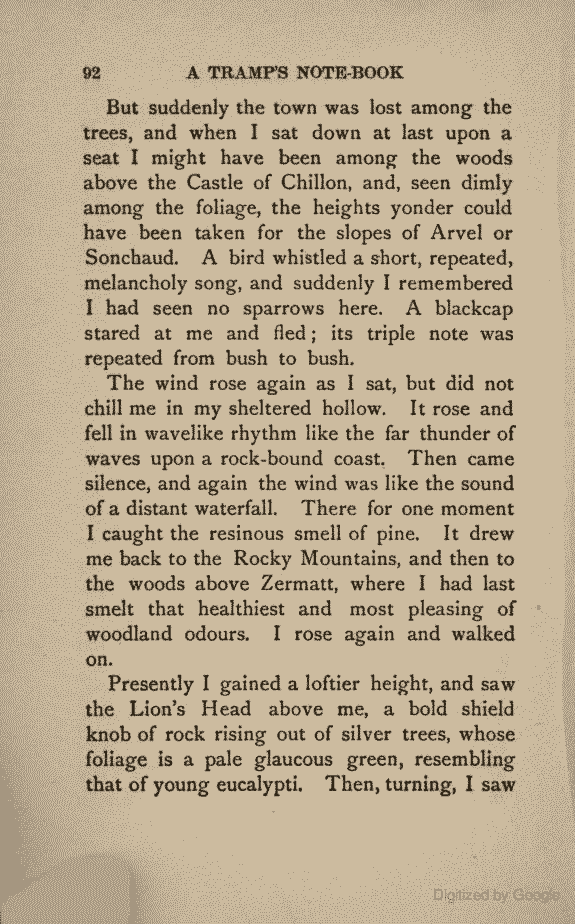 92 A TRAMP'S NOTE-BOOK
But suddenly the town was lost among the
trees, and when I sat down at last upon a
seat I might have been among the woods
above the Castle of Chillon, and, seen dimly
among the foliage, the heights yonder could
have been taken for the slopes of Arvel or
Sonchaud. A bird whistled a short, repeated,
melancholy song, and suddenly I remembered
I had seen no sparrows here. A blackcap
stared at me and fled; its triple note was
repeated from bush to bush.
The wind rose again as I sat, but did not
chill me in my sheltered hollow. It rose and
fell in wavelike rhythm like the far thunder of
waves upon a rock-bound coast. Then came
silence, and again the wind was like the sound
of a distant waterfall. There for one moment
I caught the resinous smell of pine. It drew
me back to the Rocky Mountains, and then to
the woods above Zermatt, where I had last
smelt that healthiest and most pleasing of
woodland odours. I rose again and walked
on.
Presently I gained a loftier height, and saw
the Lion's Head above me, a bold shield
knob of rock rising out of silver trees, whose
foliage is a pale glaucous green, resembling
that of young eucalypti. Then, turning, I saw
Digitized by Google